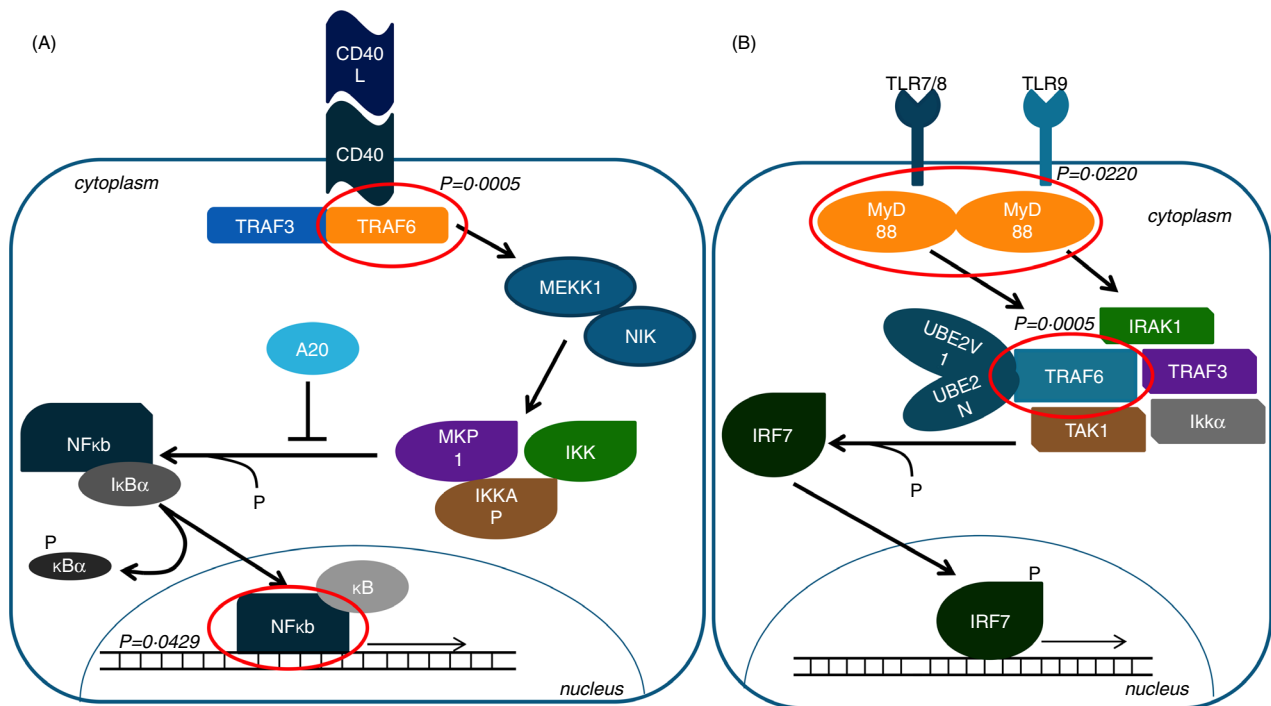 (A)
CD40
L
CD40
cytoplasm
P=0·0005
TRAF3
TRAF6
MEKK1
NIK
A20
NFκb
IκBα
MKP
1
IKK
IKKA
P
P
P
κBα
κB
NFκb
P=0·0429
nucleus
(B)
TLR7/8
TLR9
P=0·0220
MyD
88
MyD
88
cytoplasm
P=0·0005
IRAK1
UBE2V
1
UBE2
N
TRAF6
TRAF3
TAK1
Ikkα
IRF7
P
P
IRF7
nucleus